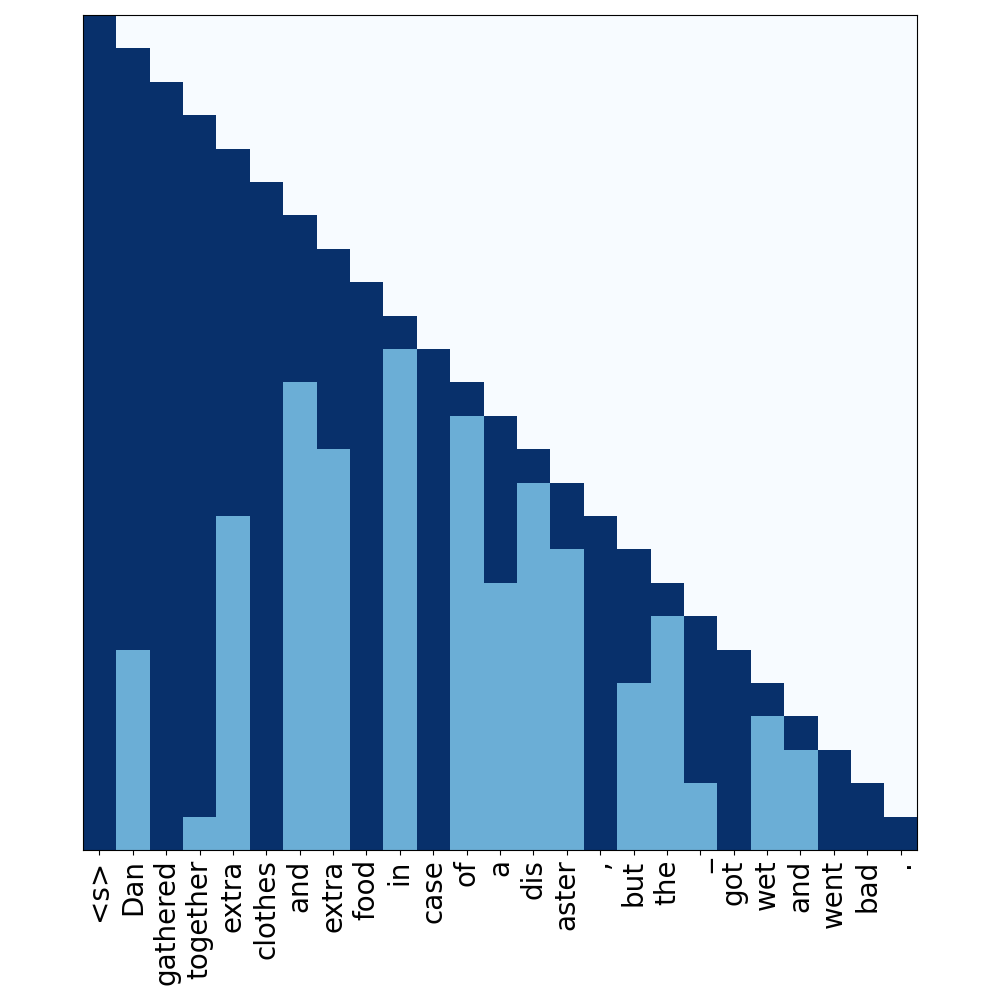 <s> Dan gathered together extra clothes and extra food in case of a dis aster , but the _ got wet and went bad .